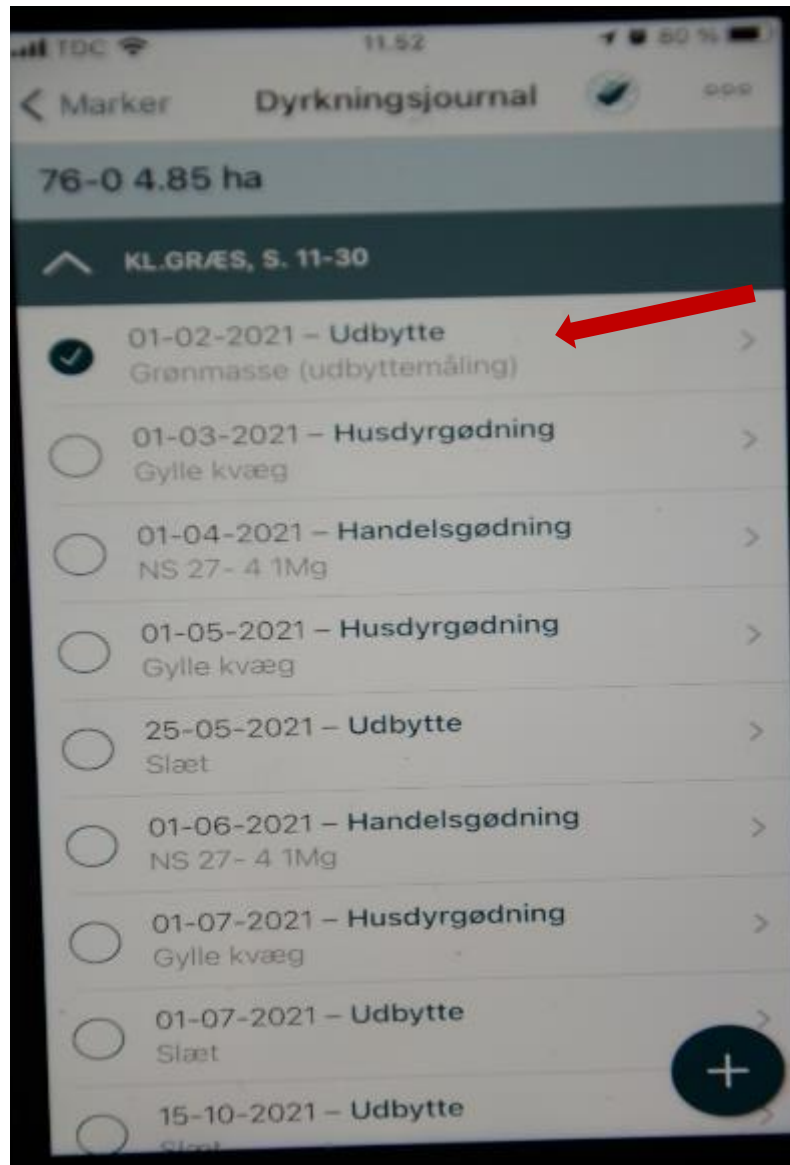 TDC 11.52 80 %
Marker Dyrkningsjournal
76-0 4.85 ha
KL.GRÆS, S. 11-30
01-02-2021 – Udbytte
Grønmasse (udbyttemåling)
01-03-2021 – Husdyrgødning
Gylle kvæg
01-04-2021 – Handelsgødning
NS 27- 4 1Mg
01-05-2021 – Husdyrgødning
Gylle kvæg
25-05-2021 – Udbytte
Slæt
01-06-2021 – Handelsgødning
NS 27- 4 1Mg
01-07-2021 – Husdyrgødning
Gylle kvæg
01-07-2021 – Udbytte
Slæt
15-10-2021 – Udbytte
Slæt